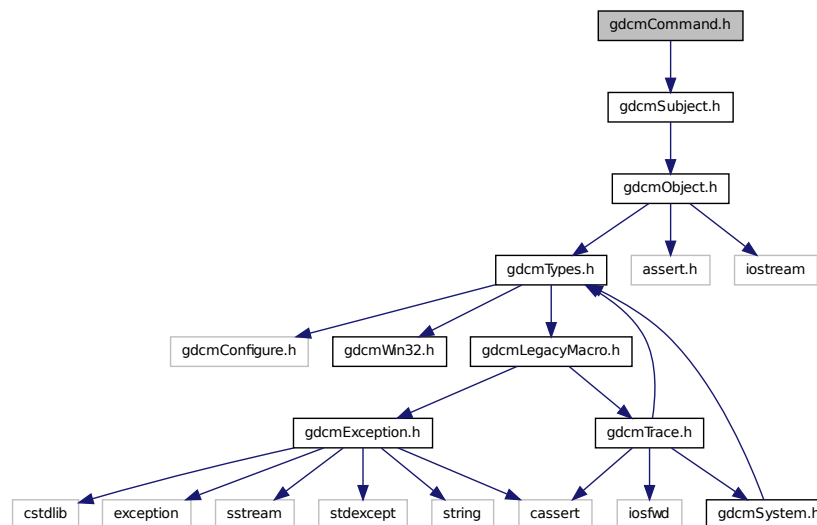 gdcmCommand.h
gdcmSubject.h
gdcmObject.h
gdcmTypes.h
assert.h
iostream
gdcmConfigure.h
gdcmWin32.h
gdcmLegacyMacro.h
gdcmException.h
gdcmTrace.h
cstdlib
exception
sstream
stdexcept
string
cassert
iosfwd
gdcmSystem.h